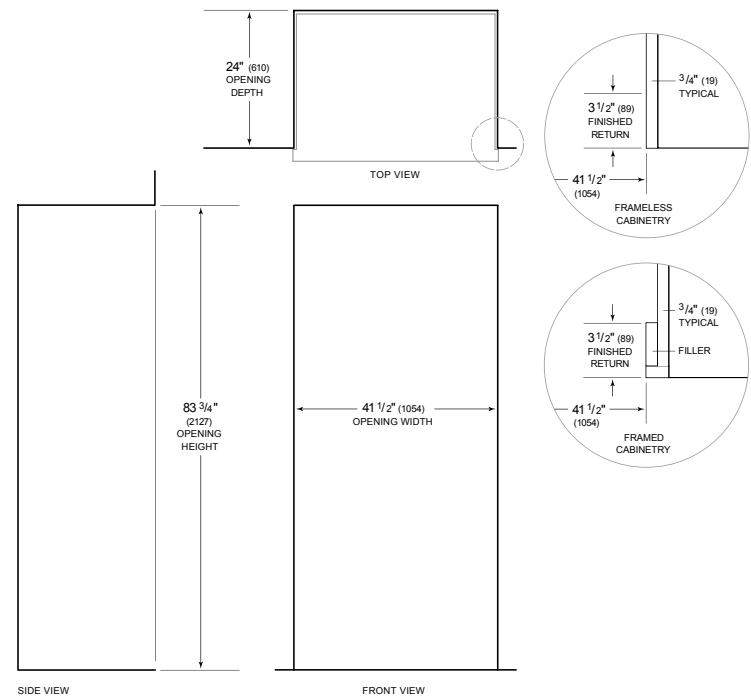 24" (610)
OPENING
DEPTH
TOP VIEW
3/4" (19)
TYPICAL
3 1/2" (89)
FINISHED
RETURN
41 1/2"
(1054)
FRAMELESS
CABINETRY
3/4" (19)
TYPICAL
3 1/2" (89)
FINISHED
RETURN
FILLER
41 1/2"
(1054)
FRAMED
CABINETRY
83 3/4"
(2127)
OPENING
HEIGHT
41 1/2" (1054)
OPENING WIDTH
SIDE VIEW
FRONT VIEW